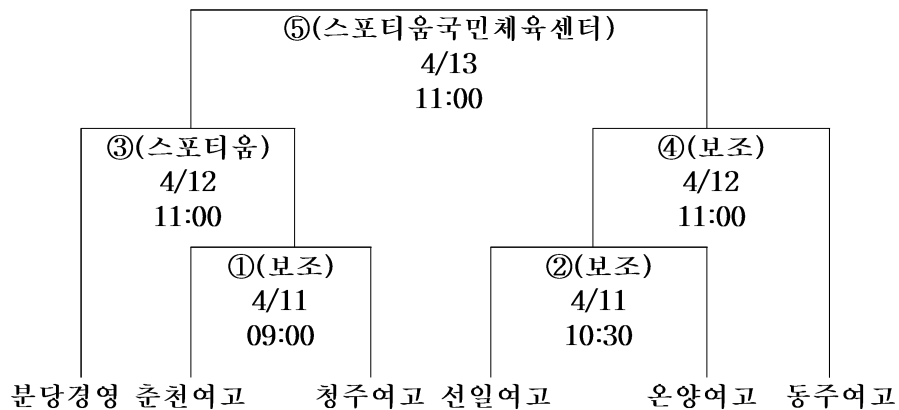 ⑤(스포티움국민체육센터)
4/13
11:00
③(스포티움)
4/12
11:00
④(보조)
4/12
11:00
①(보조)
4/11
09:00
②(보조)
4/11
10:30
분당경영 춘천여고 청주여고 선일여고 온양여고 동주여고